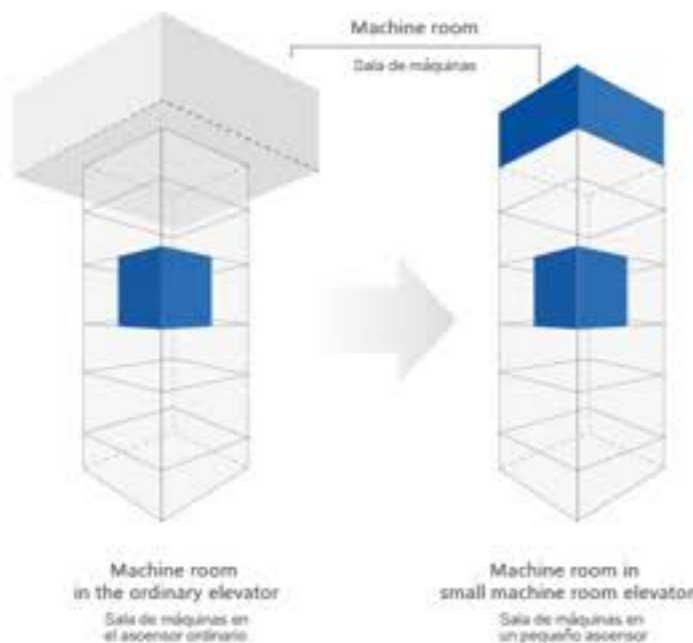 Machine room
Sala de máquinas
Machine room
in the ordinary elevator
Sala de máquinas en
el ascensor ordinario
Machine room in
small machine room elevator
Sala de máquinas en
un pequeño ascensor